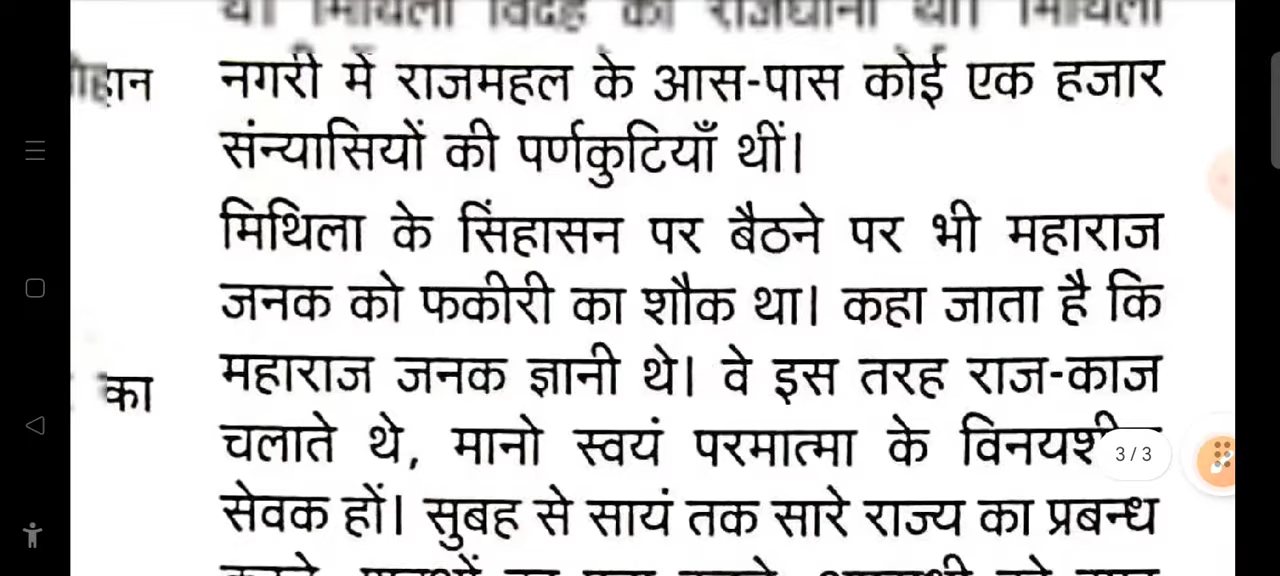 था। मिथिला विदेह की राजधानी थी। मिथिला
नगरी में राजमहल के आस-पास कोई एक हजार
संन्यासियों की पर्णकुटियाँ थीं।
मिथिला के सिंहासन पर बैठने पर भी महाराज
जनक को फकीरी का शौक था। कहा जाता है कि
महाराज जनक ज्ञानी थे। वे इस तरह राज-काज
का
चलाते थे, मानो स्वयं परमात्मा के
3/3
सेवक हों। सुबह से सायं तक सारे राज्य का प्रबन्ध